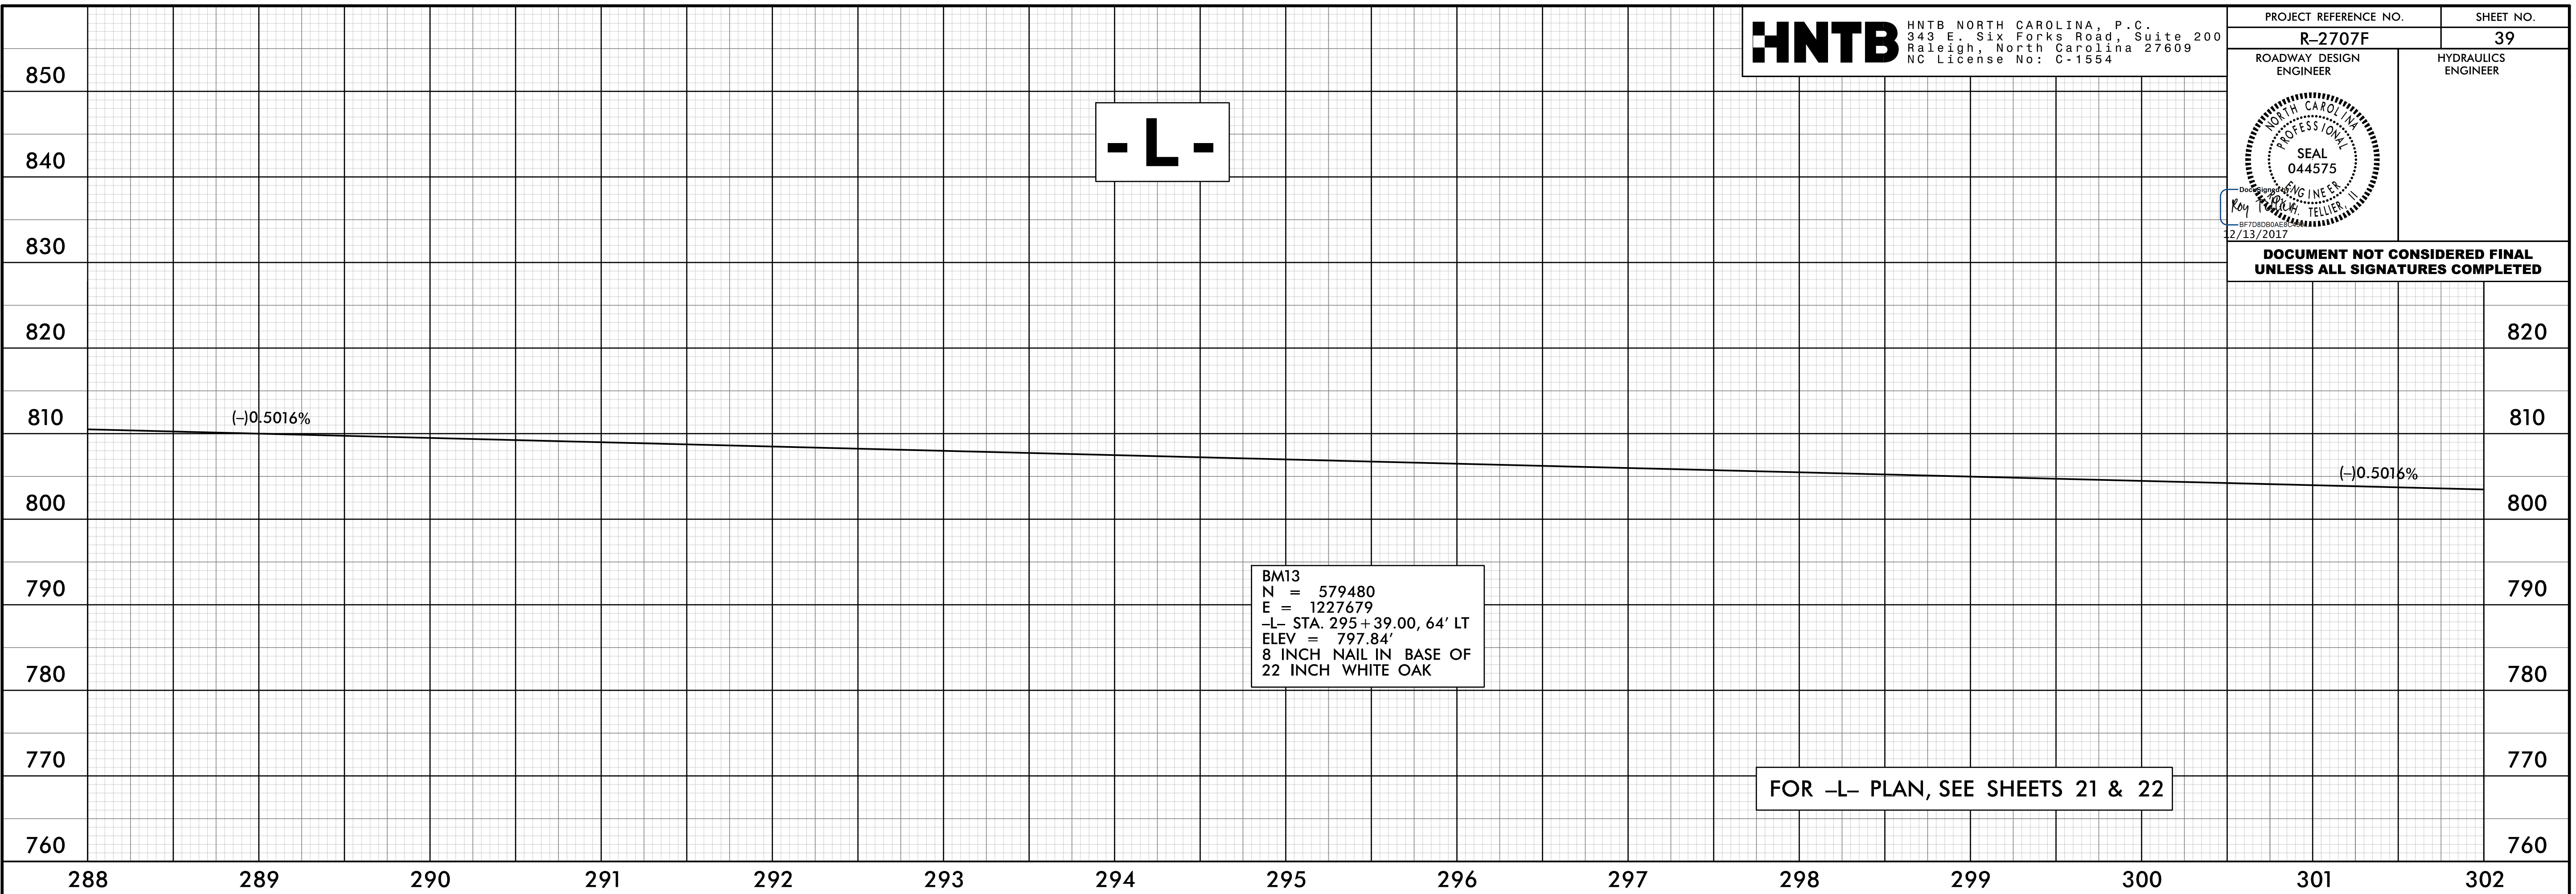 HNTB
HNTB NORTH CAROLINA, P.C.
343 E. Six Forks Road, Suite 200
Raleigh, North Carolina 27609
NC License No: C-1554
PROJECT REFERENCE NO.
SHEET NO.
R–2707F
39
ROADWAY DESIGN
ENGINEER
HYDRAULICS
ENGINEER
NORTH CAROLINA
PROFESSIONAL
SEAL
044575
ENGINEER
H. TELLIER, II
DocuSigned by:
Roy
12/13/2017
DOCUMENT NOT CONSIDERED FINAL
UNLESS ALL SIGNATURES COMPLETED
-L-
850
840
830
820
820
810
(–)0.5016%
810
(–)0.5016%
800
800
790
790
780
780
770
770
760
760
BM13
N = 579480
E = 1227679
–L– STA. 295+39.00, 64' LT
ELEV = 797.84'
8 INCH NAIL IN BASE OF
22 INCH WHITE OAK
FOR –L– PLAN, SEE SHEETS 21 & 22
288 289 290 291 292 293 294 295 296 297 298 299 300 301 302